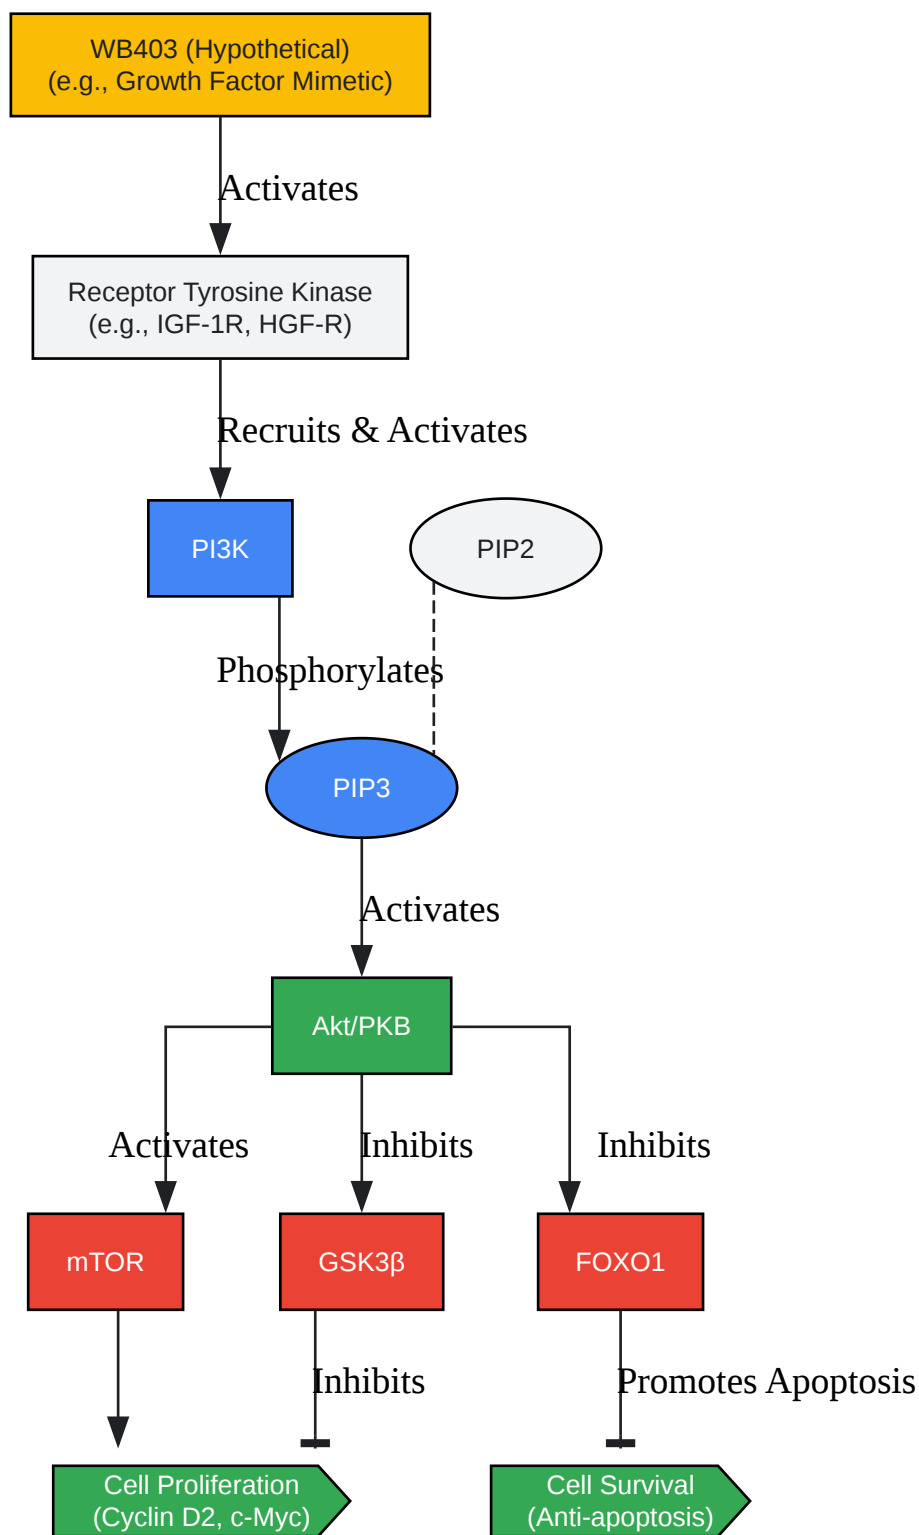 WB403 (Hypothetical)
(e.g., Growth Factor Mimetic)
Activates
Receptor Tyrosine Kinase
(e.g., IGF-1R, HGF-R)
Recruits & Activates
PI3K
PIP2
Phosphorylates
PIP3
Activates
Akt/PKB
Activates
Inhibits
Inhibits
mTOR
GSK3β
FOXO1
Inhibits
Promotes Apoptosis
Cell Proliferation
(Cyclin D2, c-Myc)
Cell Survival
(Anti-apoptosis)